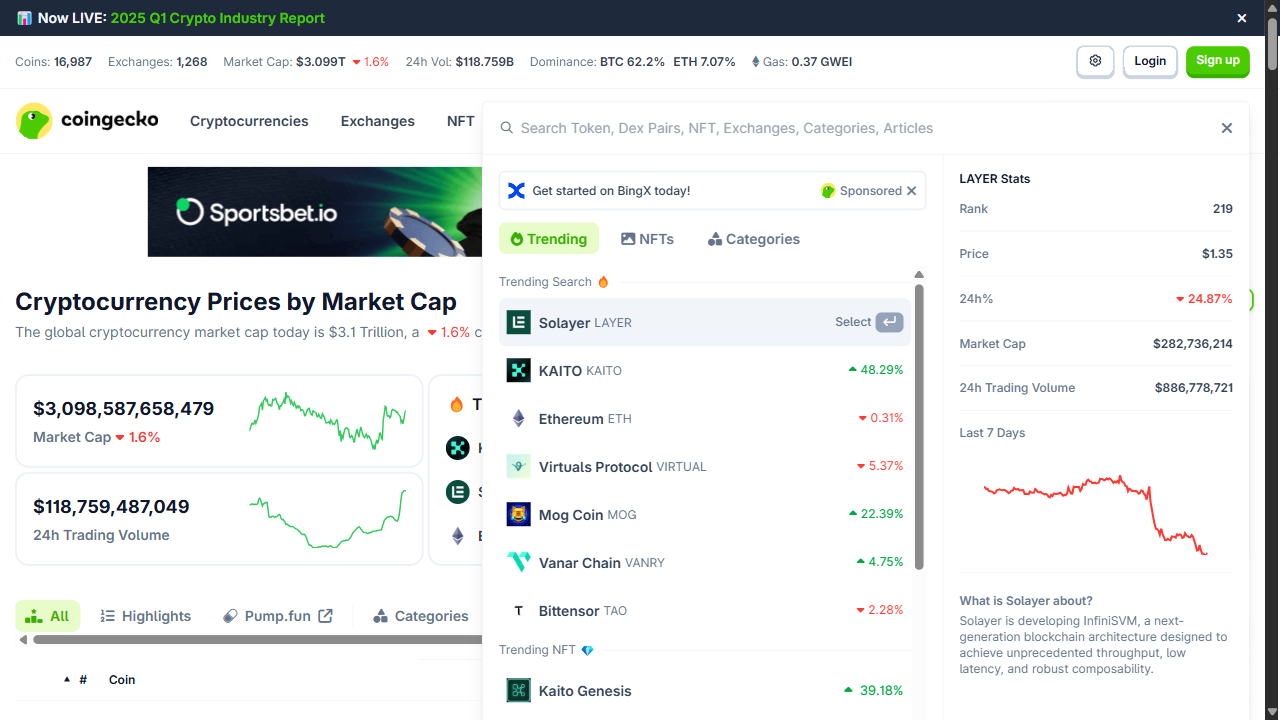 Now LIVE: 2025 Q1 Crypto Industry Report
Coins: 16,987 Exchanges: 1,268 Market Cap: $3.099T 1.6% 24h Vol: $118.759B Dominance: BTC 62.2% ETH 7.07% Gas: 0.37 GWEI
Login
Sign up
coingecko
Cryptocurrencies Exchanges NFT
Search Token, Dex Pairs, NFT, Exchanges, Categories, Articles
Sportsbet.io
Cryptocurrency Prices by Market Cap
The global cryptocurrency market cap today is $3.1 Trillion, a 1.6% c
$3,098,587,658,479
Market Cap 1.6%
$118,759,487,049
24h Trading Volume
All Highlights Pump.fun Categories
# Coin
Get started on BingX today! Sponsored
Trending NFTs Categories
Trending Search
Solayer LAYER Select
KAITO KAITO 48.29%
Ethereum ETH 0.31%
Virtuals Protocol VIRTUAL 5.37%
Mog Coin MOG 22.39%
Vanar Chain VANRY 4.75%
Bittensor TAO 2.28%
Trending NFT
Kaito Genesis 39.18%
LAYER Stats
Rank 219
Price $1.35
24h% 24.87%
Market Cap $282,736,214
24h Trading Volume $886,778,721
Last 7 Days
What is Solayer about?
Solayer is developing InfiniSVM, a next-
generation blockchain architecture designed to
achieve unprecedented throughput, low
latency, and robust composability.